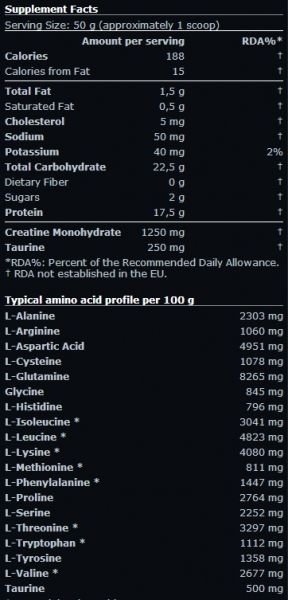 Supplement Facts
Serving Size: 50 g (approximately 1 scoop)
Amount per serving RDA%*
Calories 188 †
Calories from Fat 15 †
Total Fat 1,5 g †
Saturated Fat 0,5 g †
Cholesterol 5 mg †
Sodium 50 mg †
Potassium 40 mg 2%
Total Carbohydrate 22,5 g †
Dietary Fiber 0 g †
Sugars 2 g †
Protein 17,5 g †
Creatine Monohydrate 1250 mg †
Taurine 250 mg †
*RDA%: Percent of the Recommended Daily Allowance.
† RDA not established in the EU.
Typical amino acid profile per 100 g
L-Alanine 2303 mg
L-Arginine 1060 mg
L-Aspartic Acid 4951 mg
L-Cysteine 1078 mg
L-Glutamine 8265 mg
Glycine 845 mg
L-Histidine 796 mg
L-Isoleucine * 3041 mg
L-Leucine * 4823 mg
L-Lysine * 4080 mg
L-Methionine * 811 mg
L-Phenylalanine * 1447 mg
L-Proline 2764 mg
L-Serine 2252 mg
L-Threonine * 3297 mg
L-Tryptophan * 1112 mg
L-Tyrosine 1358 mg
L-Valine * 2677 mg
Taurine 500 mg